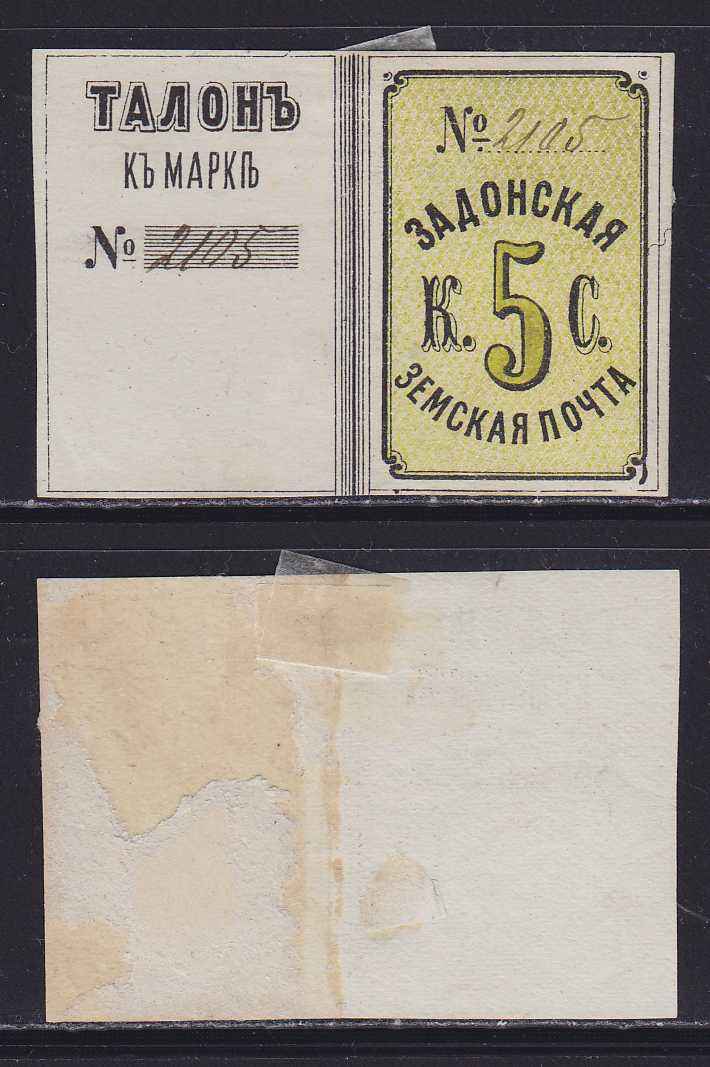 ТАЛОНЪ
КЪ МАРКѢ
№ 2105
№ 2105
ЗАДОНСКАЯ
К. 5 С.
ЗЕМСКАЯ ПОЧТА